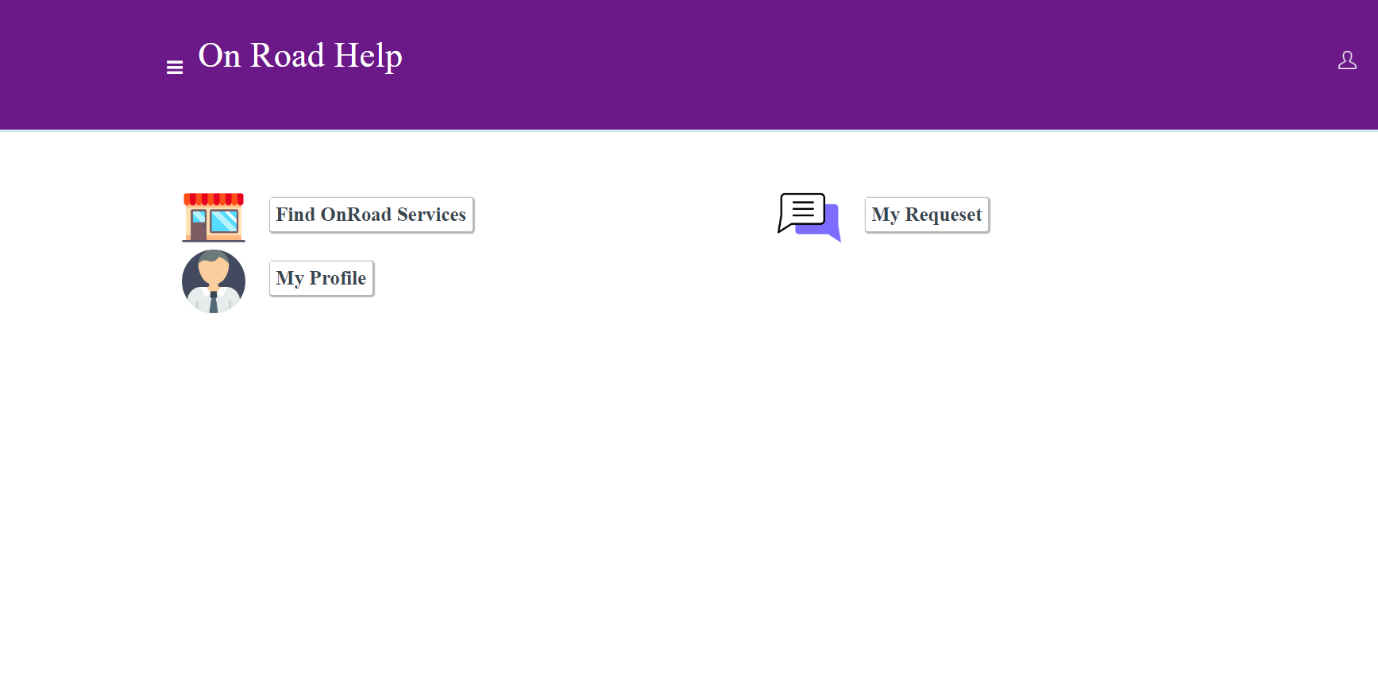 On Road Help
Find OnRoad Services
My Requeset
My Profile